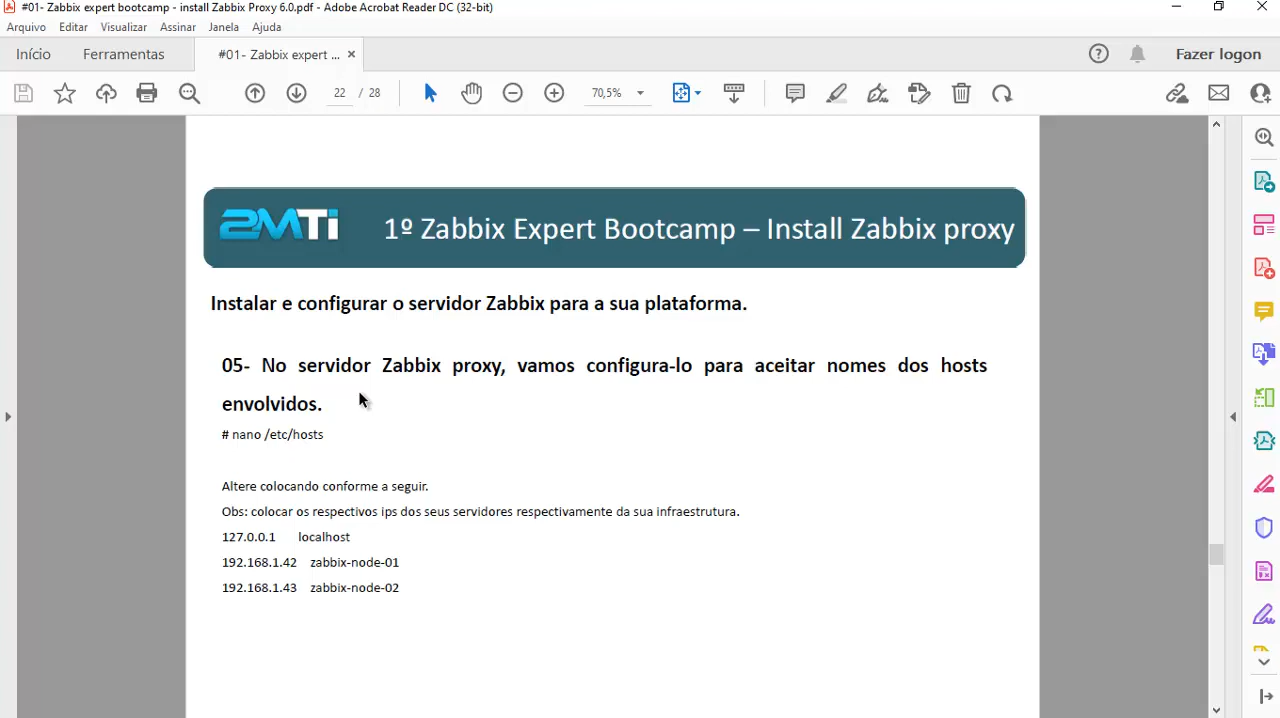 #01- Zabbix expert bootcamp - install Zabbix Proxy 6.0.pdf - Adobe Acrobat Reader DC (32-bit)
Arquivo Editar Visualizar Assinar Janela Ajuda
Início Ferramentas #01- Zabbix expert ... × Fazer logon
22 / 28 70,5%
2MTi 1º Zabbix Expert Bootcamp – Install Zabbix proxy
Instalar e configurar o servidor Zabbix para a sua plataforma.
05- No servidor Zabbix proxy, vamos configura-lo para aceitar nomes dos hosts
envolvidos.
# nano /etc/hosts
Altere colocando conforme a seguir.
Obs: colocar os respectivos ips dos seus servidores respectivamente da sua infraestrutura.
127.0.0.1 localhost
192.168.1.42 zabbix-node-01
192.168.1.43 zabbix-node-02